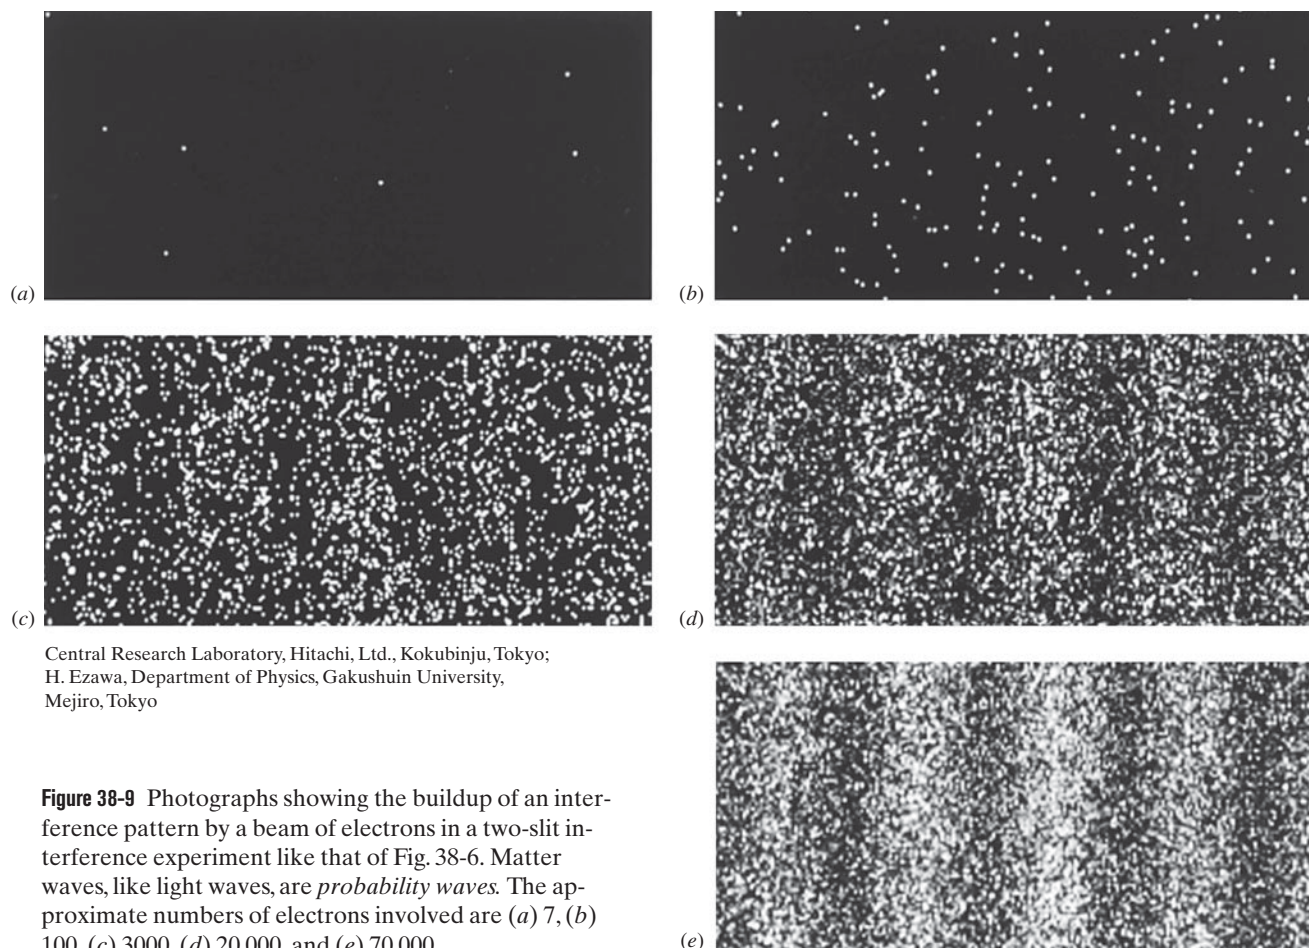 (a)
(b)
(c)
(d)
Central Research Laboratory, Hitachi, Ltd., Kokubinju, Tokyo;
H. Ezawa, Department of Physics, Gakushuin University,
Mejiro, Tokyo
Figure 38-9 Photographs showing the buildup of an inter-
ference pattern by a beam of electrons in a two-slit in-
terference experiment like that of Fig. 38-6. Matter
waves, like light waves, are probability waves. The ap-
proximate numbers of electrons involved are (a) 7, (b)
100, (c) 3000, (d) 20 000, and (e) 70 000.
(e)